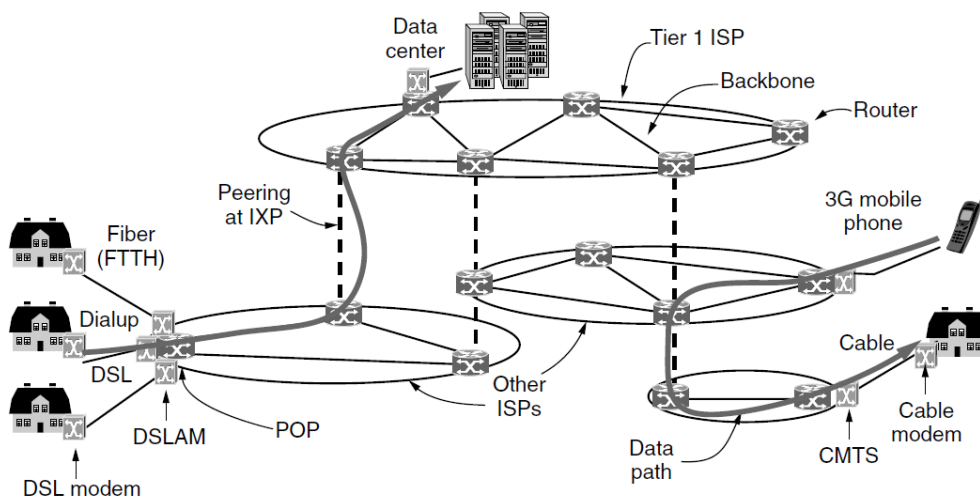 Data
center
Tier 1 ISP
Backbone
Router
Peering
at IXP
3G mobile
phone
Fiber
(FTTH)
Dialup
DSL
Cable
Other
ISPs
POP
DSLAM
DSL modem
Data
path
CMTS
Cable
modem